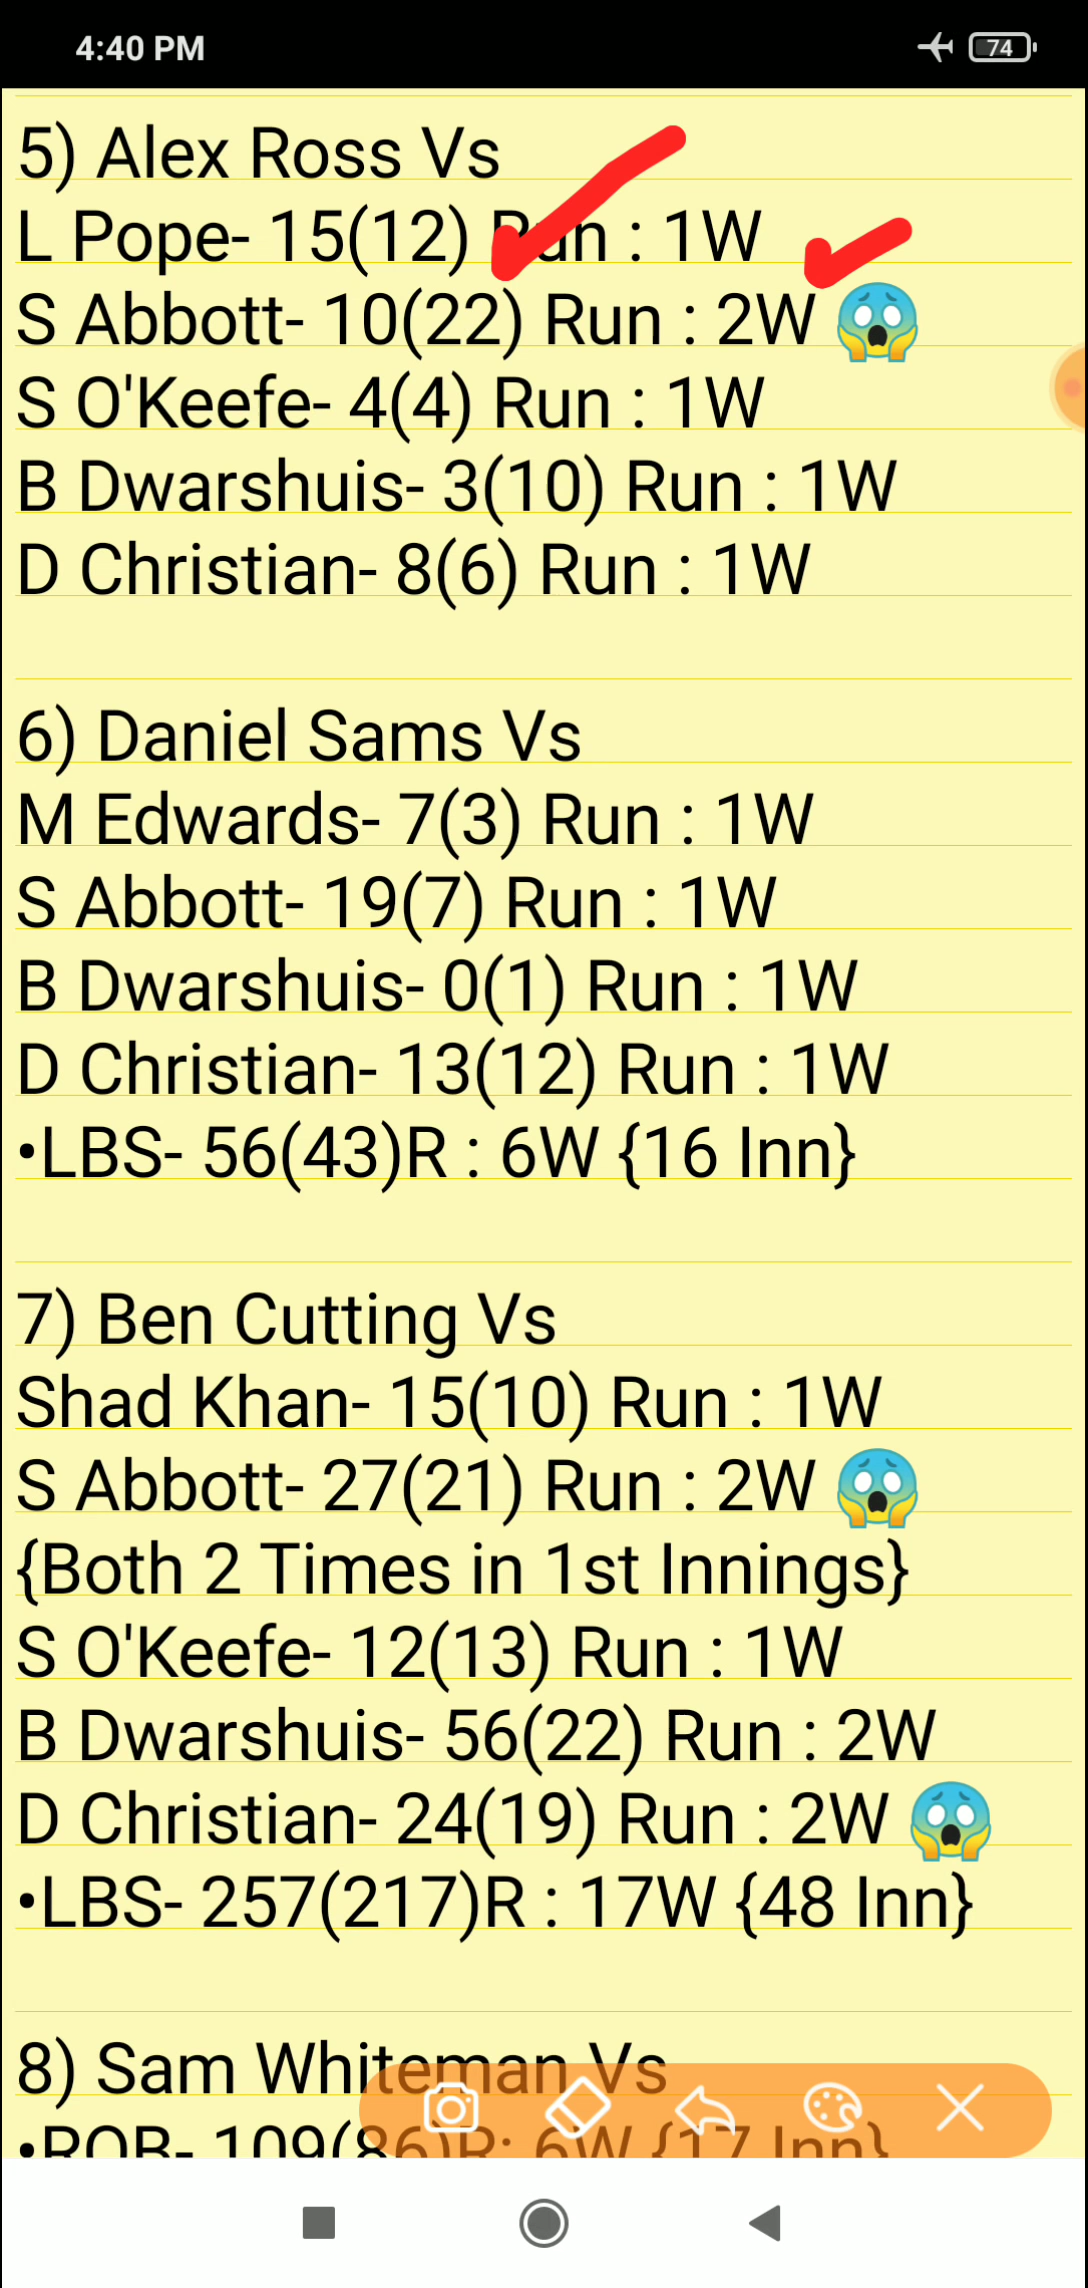 4:40 PM
74
5) Alex Ross Vs
L Pope- 15(12) Run : 1W
S Abbott- 10(22) Run : 2W 😱
S O'Keefe- 4(4) Run : 1W
B Dwarshuis- 3(10) Run : 1W
D Christian- 8(6) Run : 1W
6) Daniel Sams Vs
M Edwards- 7(3) Run : 1W
S Abbott- 19(7) Run : 1W
B Dwarshuis- 0(1) Run : 1W
D Christian- 13(12) Run : 1W
•LBS- 56(43)R : 6W {16 Inn}
7) Ben Cutting Vs
Shad Khan- 15(10) Run : 1W
S Abbott- 27(21) Run : 2W 😱
{Both 2 Times in 1st Innings}
S O'Keefe- 12(13) Run : 1W
B Dwarshuis- 56(22) Run : 2W
D Christian- 24(19) Run : 2W 😱
•LBS- 257(217)R : 17W {48 Inn}
8) Sam Whiteman Vs
109(86)R: 6W {17 Inn}